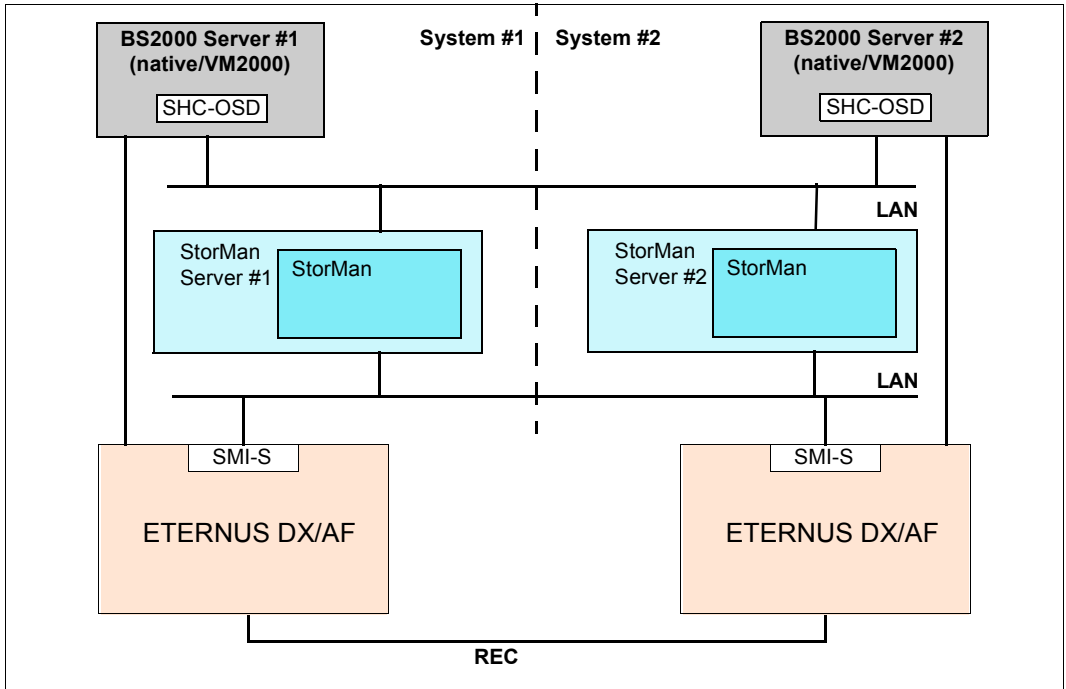 BS2000 Server #1
(native/VM2000)
SHC-OSD
System #1
System #2
BS2000 Server #2
(native/VM2000)
SHC-OSD
LAN
StorMan
Server #1
StorMan
StorMan
Server #2
StorMan
LAN
SMI-S
ETERNUS DX/AF
SMI-S
ETERNUS DX/AF
REC